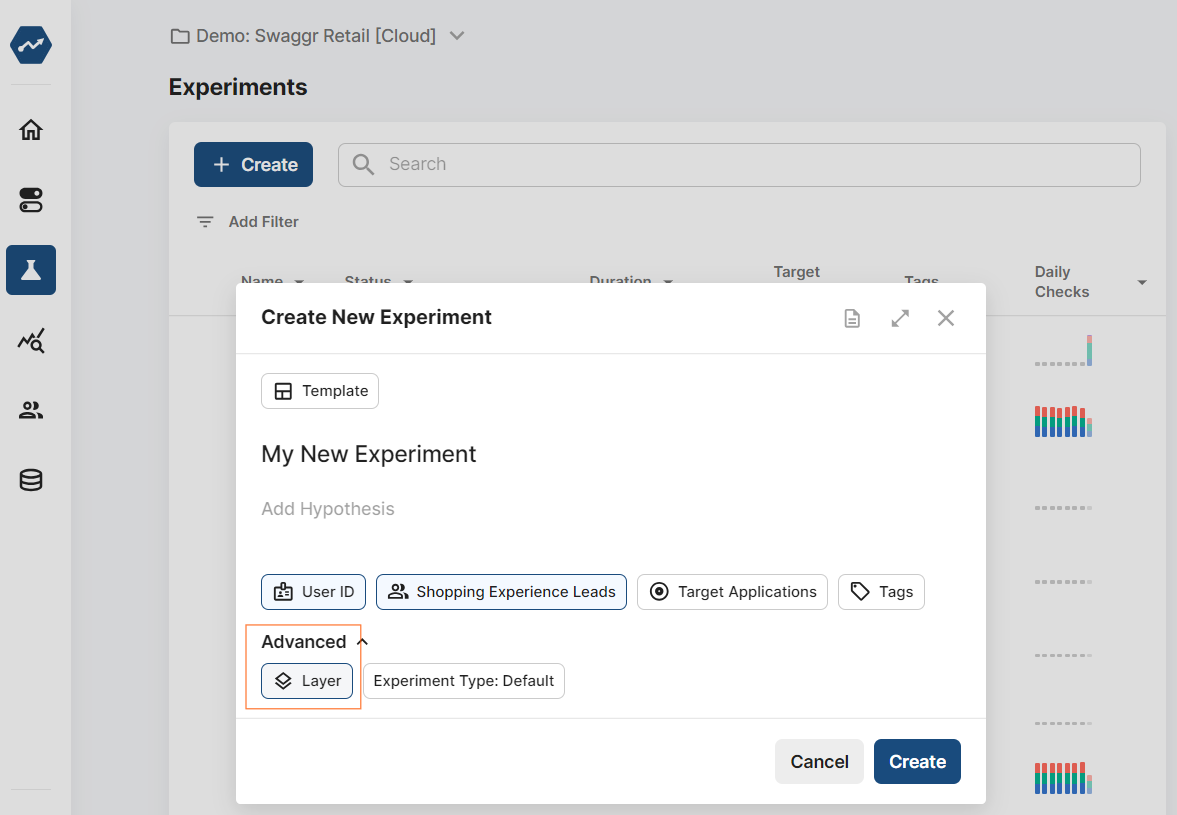 Demo: Swaggr Retail [Cloud]
Experiments
Create
Search
Add Filter
Name Status Duration Target Tags Daily Checks
Create New Experiment
Template
My New Experiment
Add Hypothesis
User ID Shopping Experience Leads Target Applications Tags
Advanced
Layer Experiment Type: Default
Cancel Create